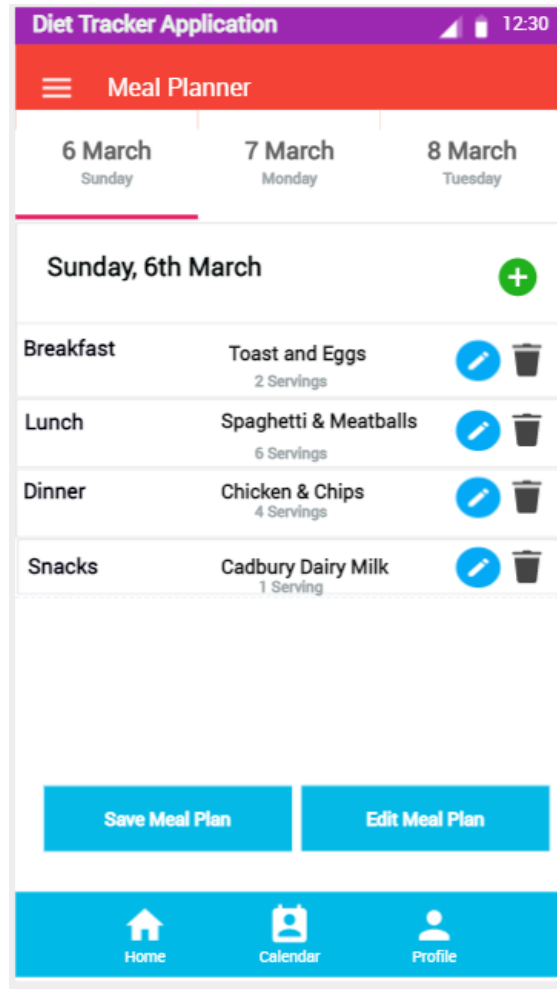 Diet Tracker Application 12:30
Meal Planner
6 March 7 March 8 March
Sunday Monday Tuesday
Sunday, 6th March
Breakfast Toast and Eggs
2 Servings
Lunch Spaghetti & Meatballs
6 Servings
Dinner Chicken & Chips
4 Servings
Snacks Cadbury Dairy Milk
1 Serving
Save Meal Plan Edit Meal Plan
Home Calendar Profile